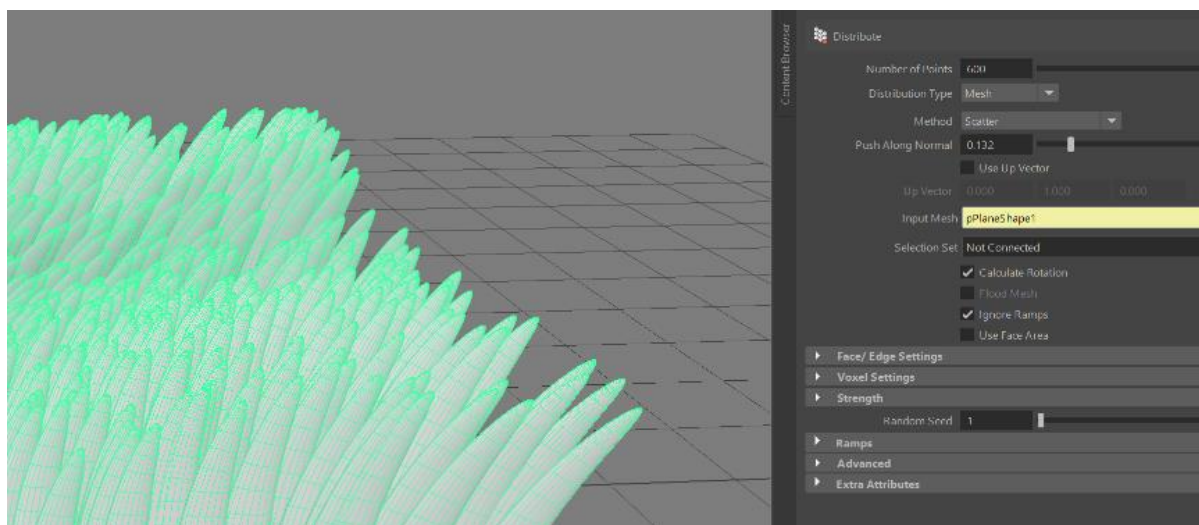 Content Browser
Distribute
Number of Points 600
Distribution Type Mesh
Method Scatter
Push Along Normal 0.132
Use Up Vector
Up Vector 0.000 1.000 0.000
Input Mesh pPlaneShape1
Selection Set Not Connected
Calculate Rotation
Flood Mesh
Ignore Ramps
Use Face Area
Face/ Edge Settings
Voxel Settings
Strength
Random Seed 1
Ramps
Advanced
Extra Attributes